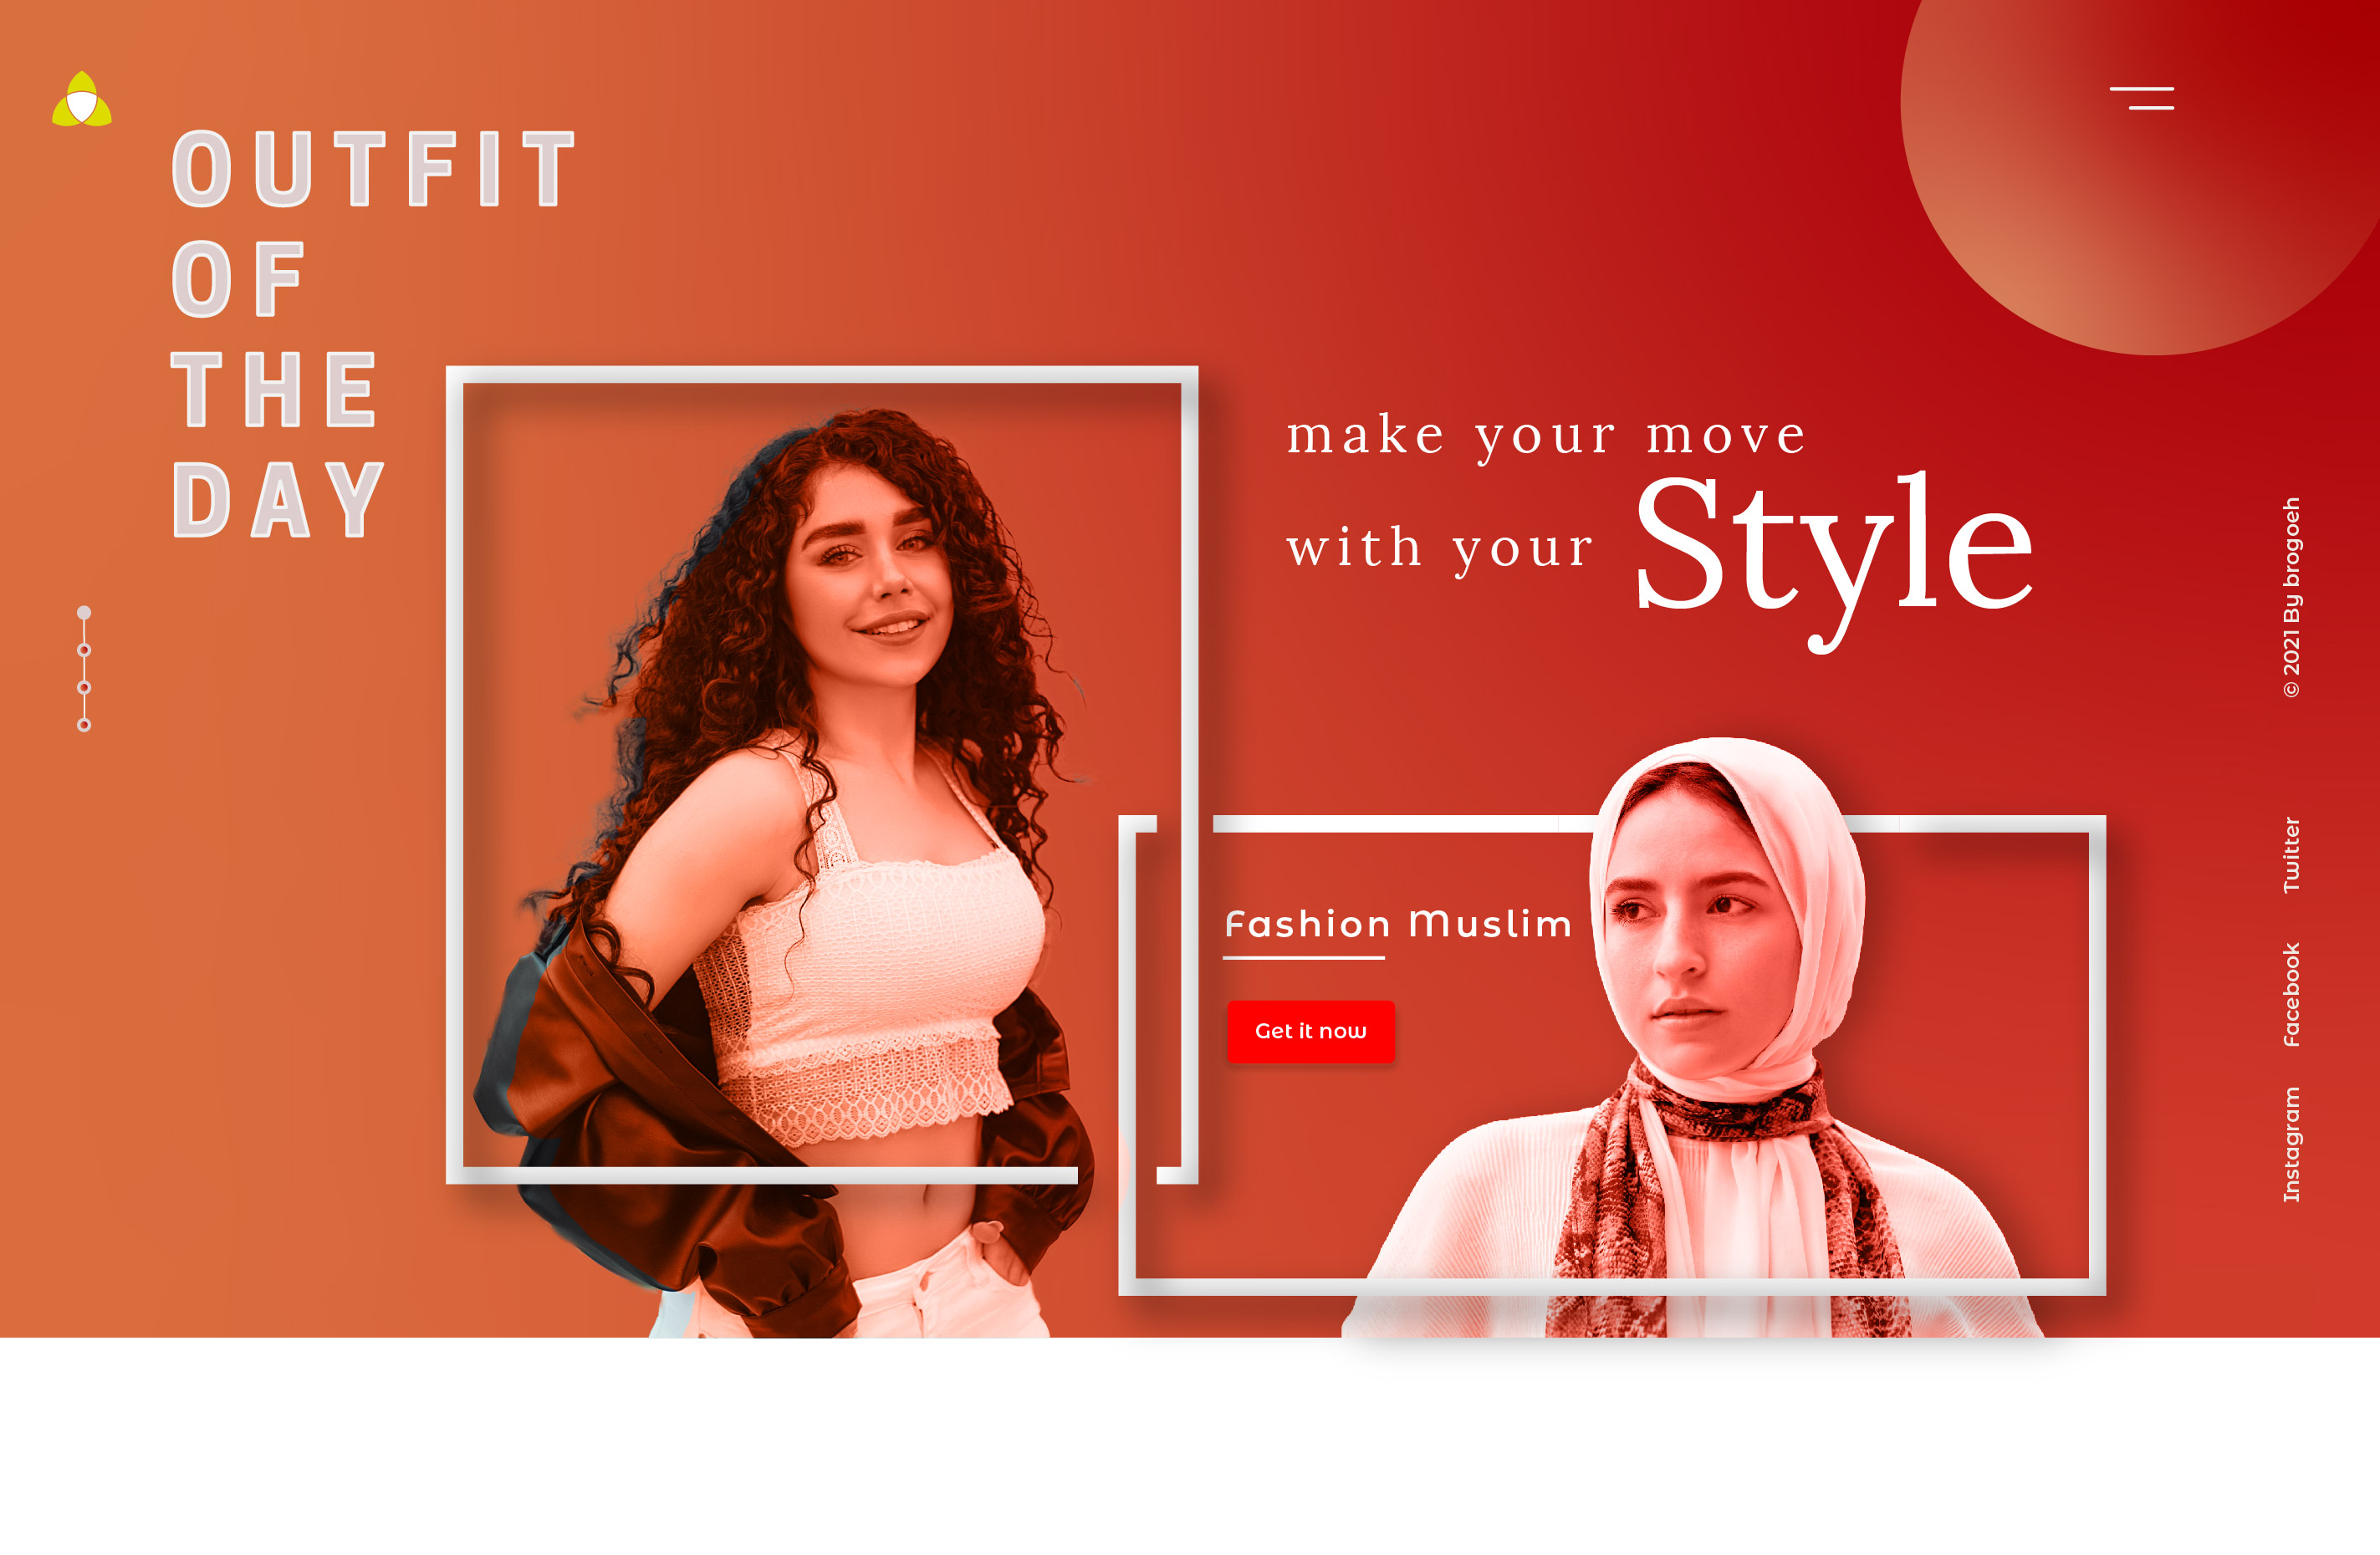 OUTFIT
OF
THE
DAY
make your move
with your Style
Fashion Muslim
Get it now
© 2021 By brogoeh
Twitter
Facebook
Instagram